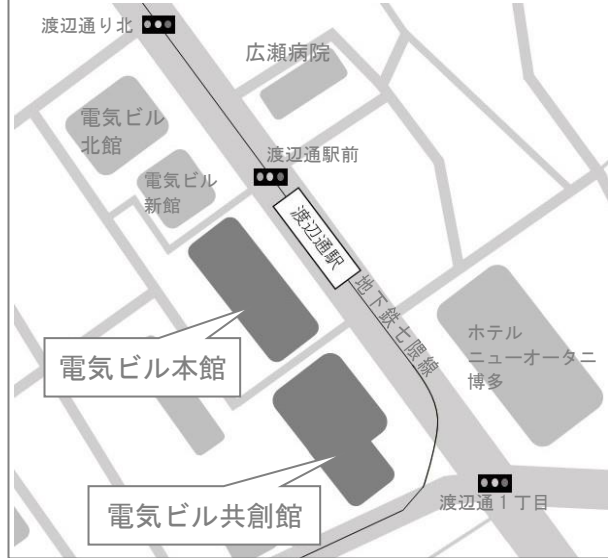 渡辺通り北
広瀬病院
電気ビル
北館
渡辺通駅前
電気ビル
新館
渡辺通駅
地下鉄七隈線
ホテル
ニューオータニ
博多
電気ビル本館
渡辺通1丁目
電気ビル共創館